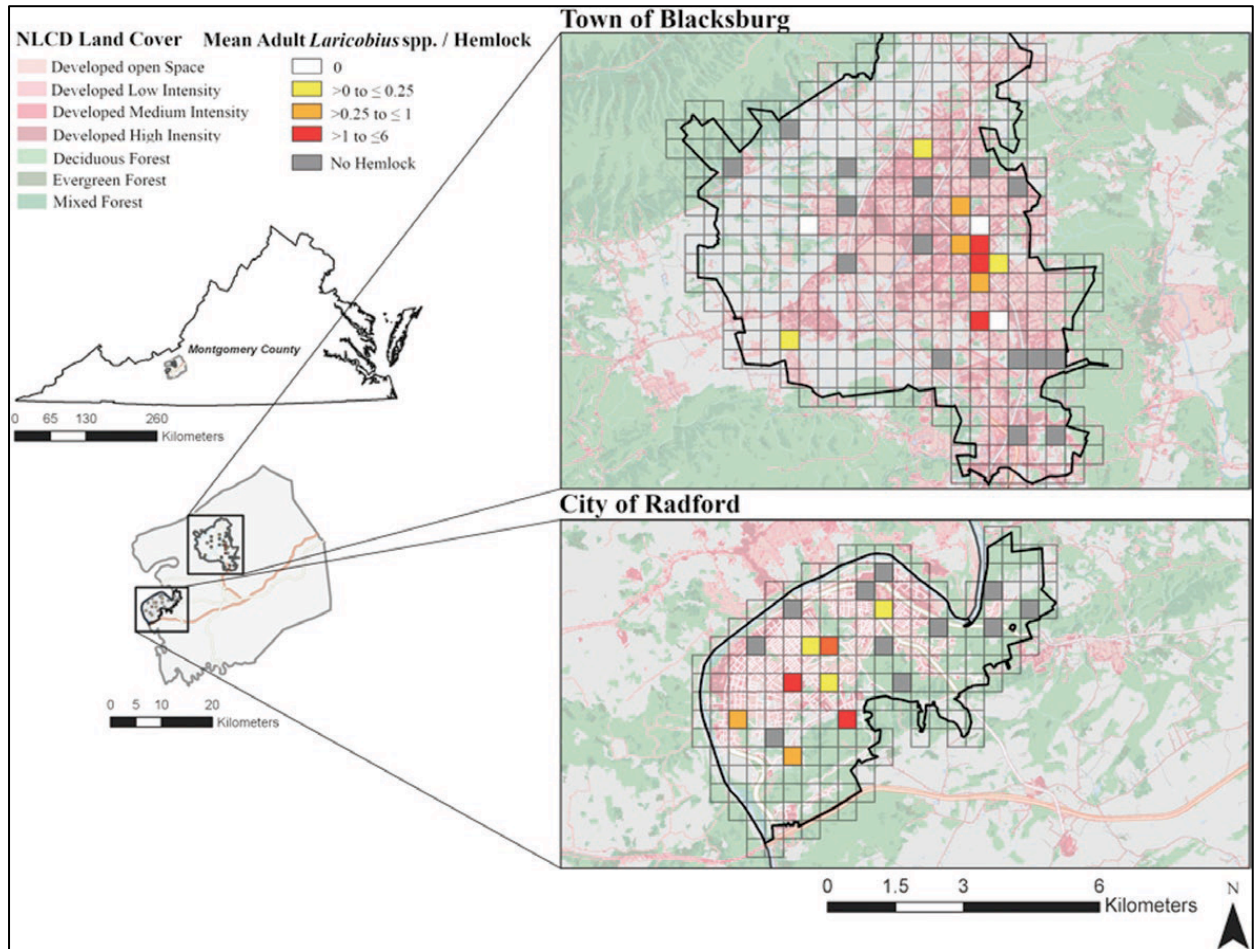 Town of Blacksburg
NLCD Land Cover
Developed open Space
Developed Low Intensity
Developed Medium Intensity
Developed High Inensity
Deciduous Forest
Evergreen Forest
Mixed Forest
Mean Adult Laricobius spp. / Hemlock
0
>0 to ≤ 0.25
>0.25 to ≤ 1
>1 to ≤6
No Hemlock
Montgomery County
0 65 130 260
Kilometers
City of Radford
0 5 10 20
Kilometers
0 1.5 3 6
Kilometers
N